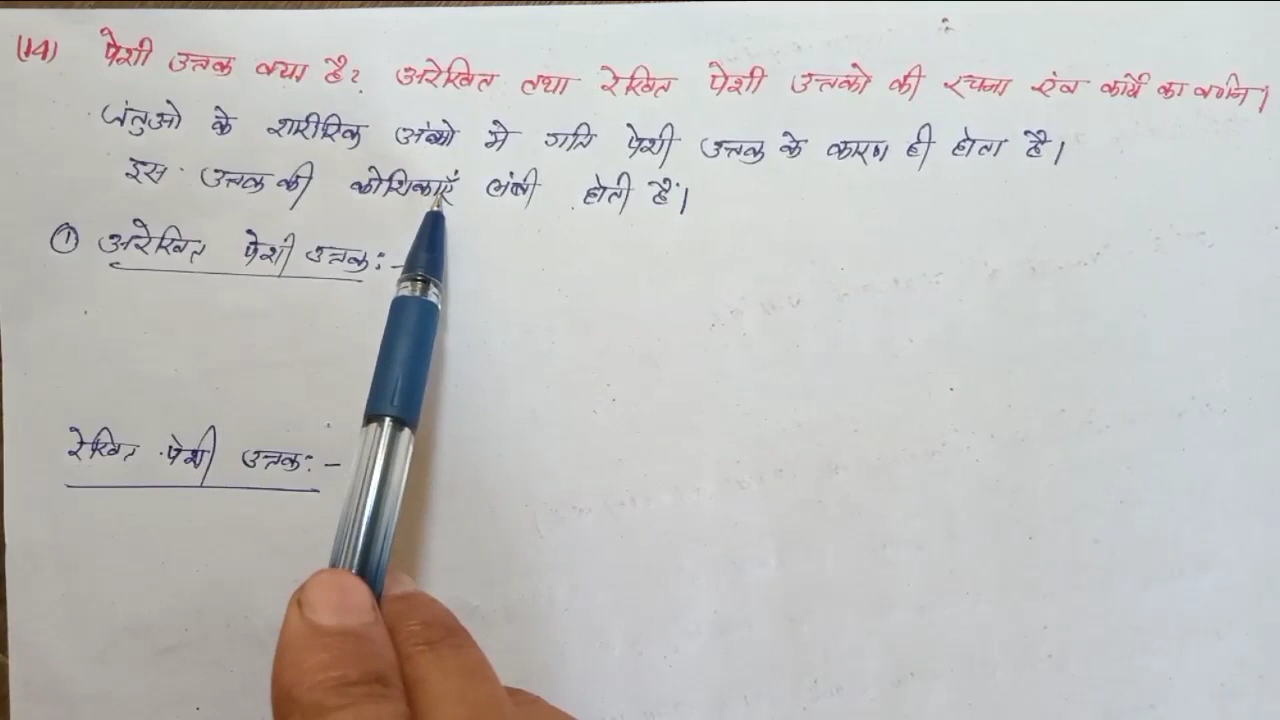 (14) पेशी उत्तक क्या है? अरेखित तथा रेखित पेशी उत्तको की रचना एंव कार्य का वर्णन।
जंतुओ के शारीरिक अंगो मे गति पेशी उत्तक के कारण ही होता है।
इस उत्तक की कोशिकाएँ लंबी होती है।
① अरेखित पेशी उत्तक:-
रेखित पेशी उत्तक:-